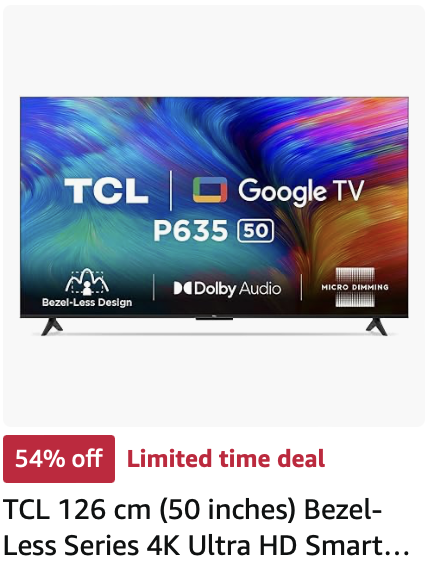 TCL | Google TV
P635 50
Bezel-Less Design
Dolby Audio
MICRO DIMMING
54% off Limited time deal
TCL 126 cm (50 inches) Bezel-
Less Series 4K Ultra HD Smart...